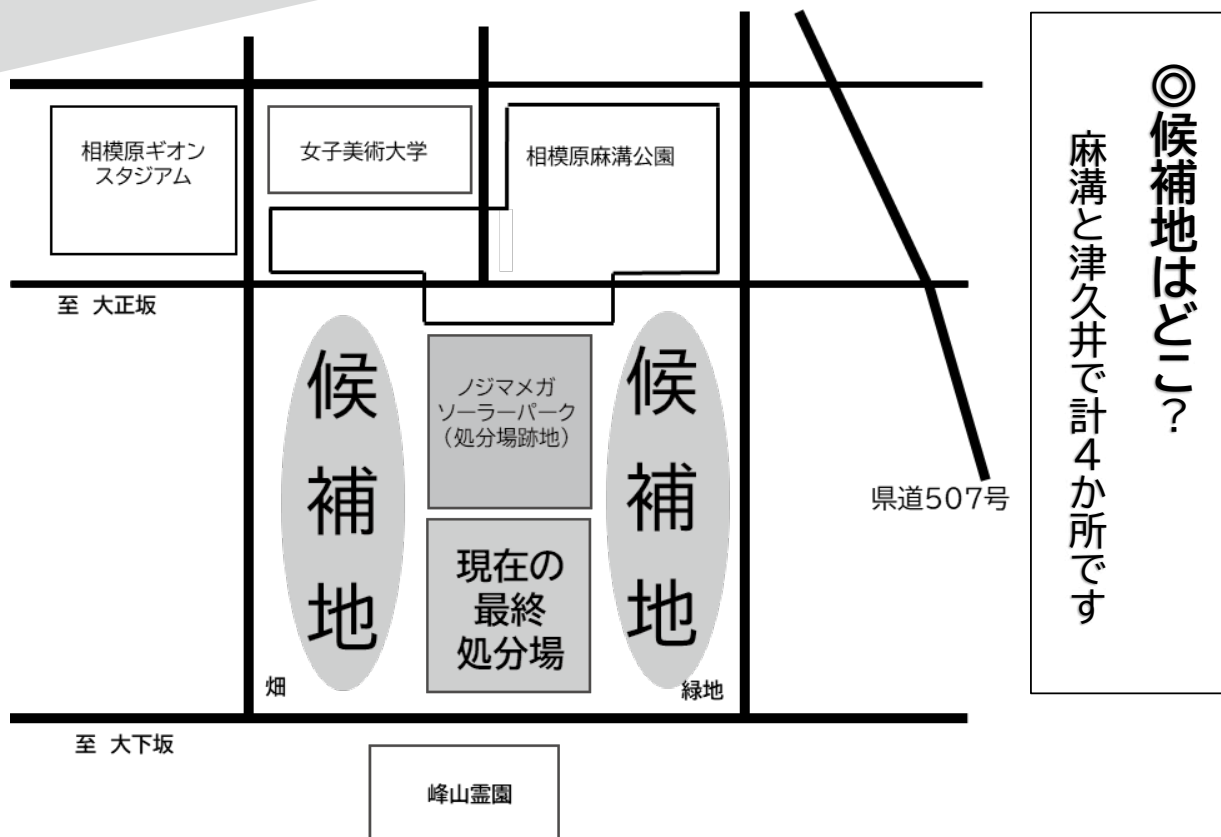 ◎候補地はどこ？
麻溝と津久井で計４か所です
相模原ギオン
スタジアム
女子美術大学
相模原麻溝公園
至 大正坂
候補地
ノジマメガ
ソーラーパーク
（処分場跡地）
候補地
県道507号
現在の
最終
処分場
畑
緑地
至 大下坂
峰山霊園